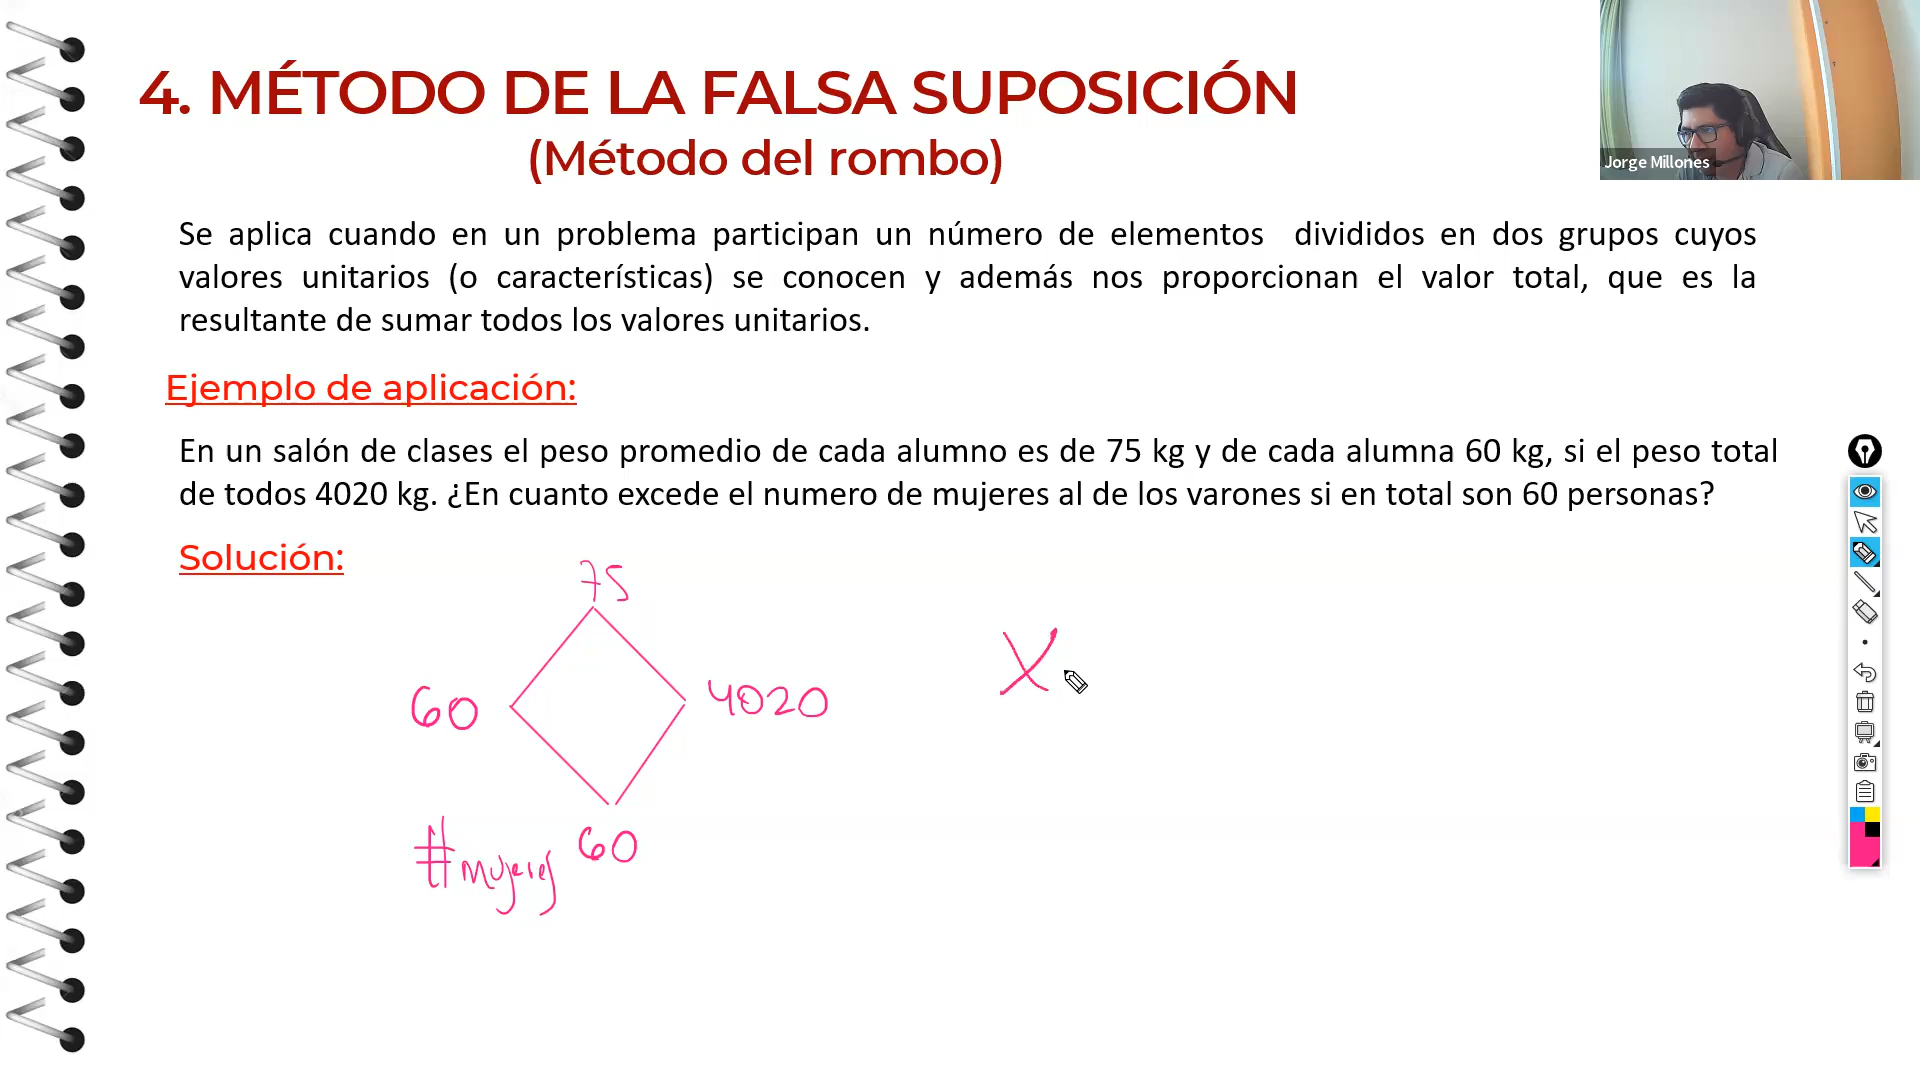 4. MÉTODO DE LA FALSA SUPOSICIÓN
(Método del rombo)
Jorge Millones
Se aplica cuando en un problema participan un número de elementos divididos en dos grupos cuyos
valores unitarios (o características) se conocen y además nos proporcionan el valor total, que es la
resultante de sumar todos los valores unitarios.
Ejemplo de aplicación:
En un salón de clases el peso promedio de cada alumno es de 75 kg y de cada alumna 60 kg, si el peso total
de todos 4020 kg. ¿En cuanto excede el numero de mujeres al de los varones si en total son 60 personas?
Solución:
75
60
4020
X
# mujeres
60